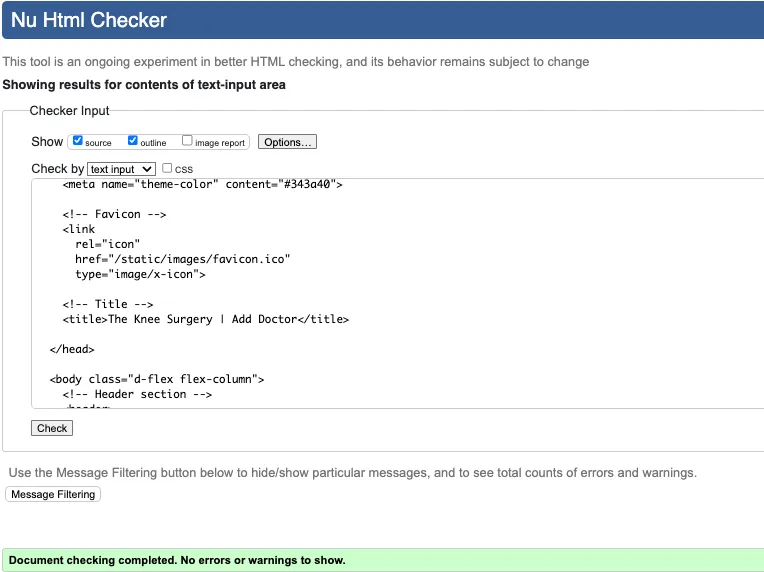 Nu Html Checker
This tool is an ongoing experiment in better HTML checking, and its behavior remains subject to change
Showing results for contents of text-input area
Checker Input
Show source outline image report Options...
Check by text input css
<meta name="theme-color" content="#343a40">
<!-- Favicon -->
<link
rel="icon"
href="/static/images/favicon.ico"
type="image/x-icon">
<!-- Title -->
<title>The Knee Surgery | Add Doctor</title>
</head>
<body class="d-flex flex-column">
<!-- Header section -->
<header>
Check
Use the Message Filtering button below to hide/show particular messages, and to see total counts of errors and warnings.
Message Filtering
Document checking completed. No errors or warnings to show.